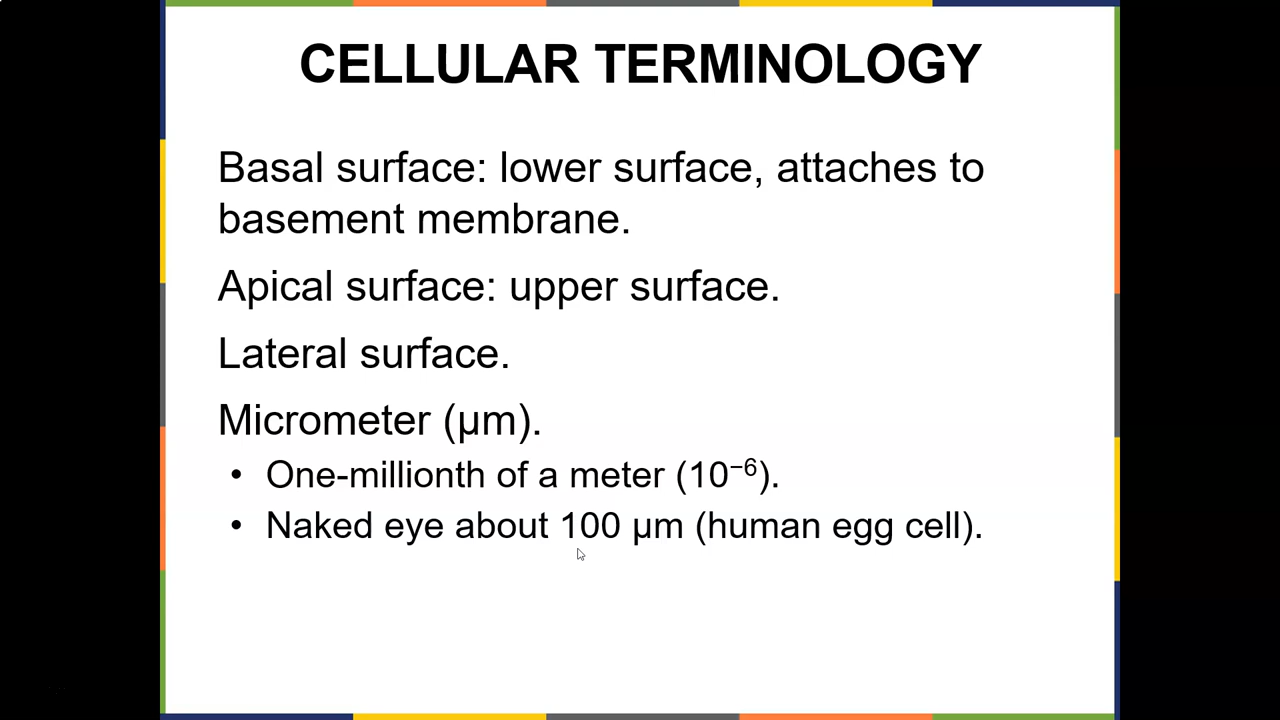 CELLULAR TERMINOLOGY
Basal surface: lower surface, attaches to
basement membrane.
Apical surface: upper surface.
Lateral surface.
Micrometer (μm).
• One-millionth of a meter (10⁻⁶).
• Naked eye about 100 μm (human egg cell).